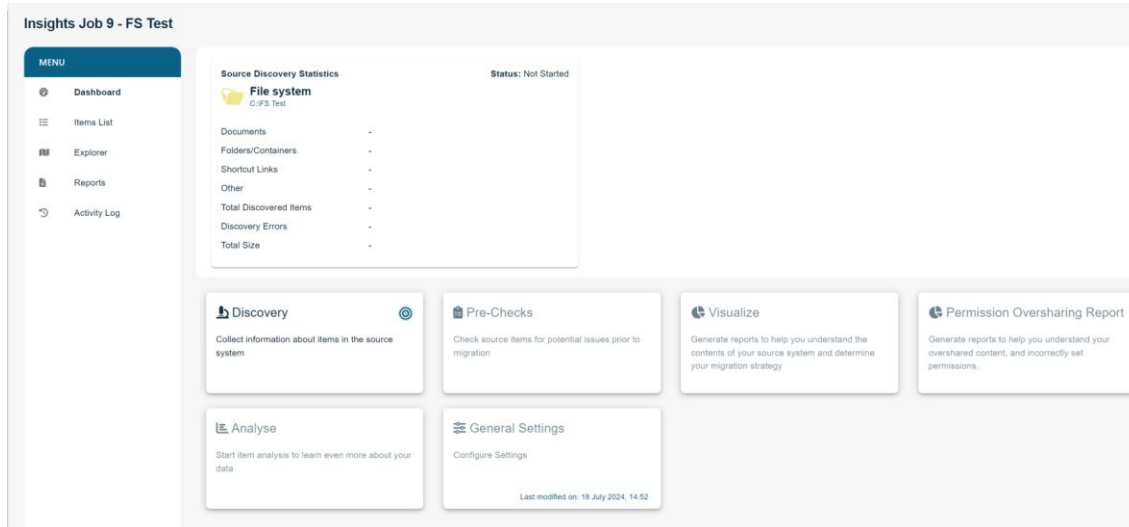 Insights Job 9 - FS Test
MENU
Dashboard
Items List
Explorer
Reports
Activity Log
Source Discovery Statistics
Status: Not Started
File system
C:\FS Test
Documents -
Folders/Containers -
Shortcut Links -
Other -
Total Discovered Items -
Discovery Errors -
Total Size -
Discovery
Collect information about items in the source
system
Pre-Checks
Check source items for potential issues prior to
migration
Visualize
Generate reports to help you understand the
contents of your source system and determine
your migration strategy
Permission Oversharing Report
Generate reports to help you understand your
overshared content, and incorrectly set
permissions.
Analyse
Start item analysis to learn even more about your
data
General Settings
Configure Settings
Last modified on: 18 July 2024, 14:52